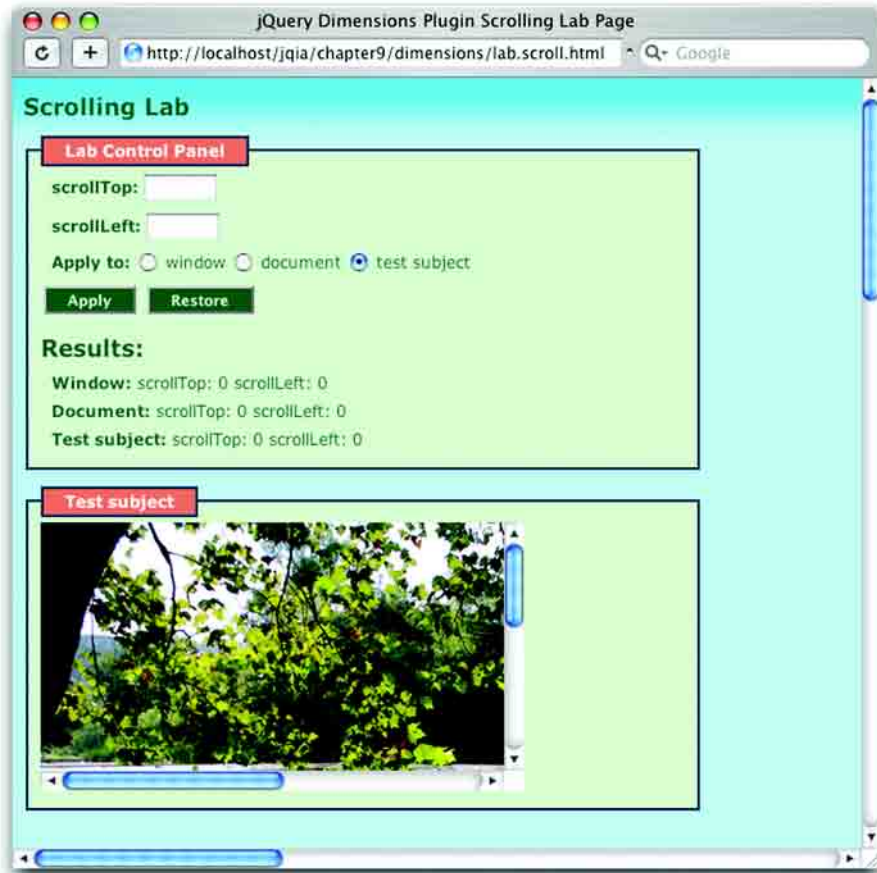 jQuery Dimensions Plugin Scrolling Lab Page
http://localhost/jqia/chapter9/dimensions/lab.scroll.html
Google
Scrolling Lab
Lab Control Panel
scrollTop:
scrollLeft:
Apply to: window document test subject
Apply Restore
Results:
Window: scrollTop: 0 scrollLeft: 0
Document: scrollTop: 0 scrollLeft: 0
Test subject: scrollTop: 0 scrollLeft: 0
Test subject